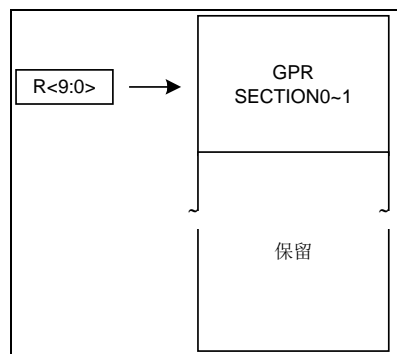 R<9:0>
GPR
SECTION0~1
~ ~
保留